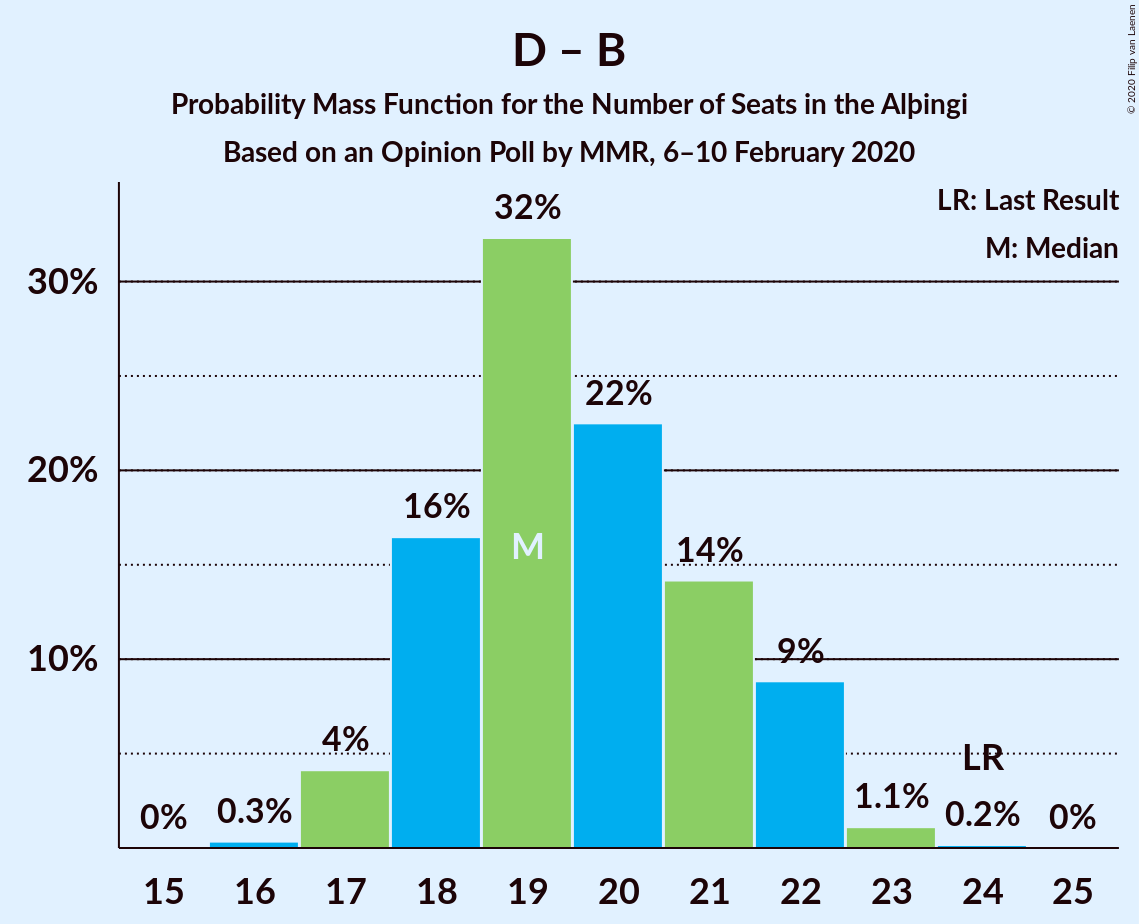 D – B
Probability Mass Function for the Number of Seats in the Alþingi
Based on an Opinion Poll by MMR, 6–10 February 2020
© 2020 Filip van Laenen
LR: Last Result
M: Median
30%
20%
10%
0%
0.3%
4%
16%
32%
M
22%
14%
9%
1.1%
LR
0.2%
0%
15 16 17 18 19 20 21 22 23 24 25